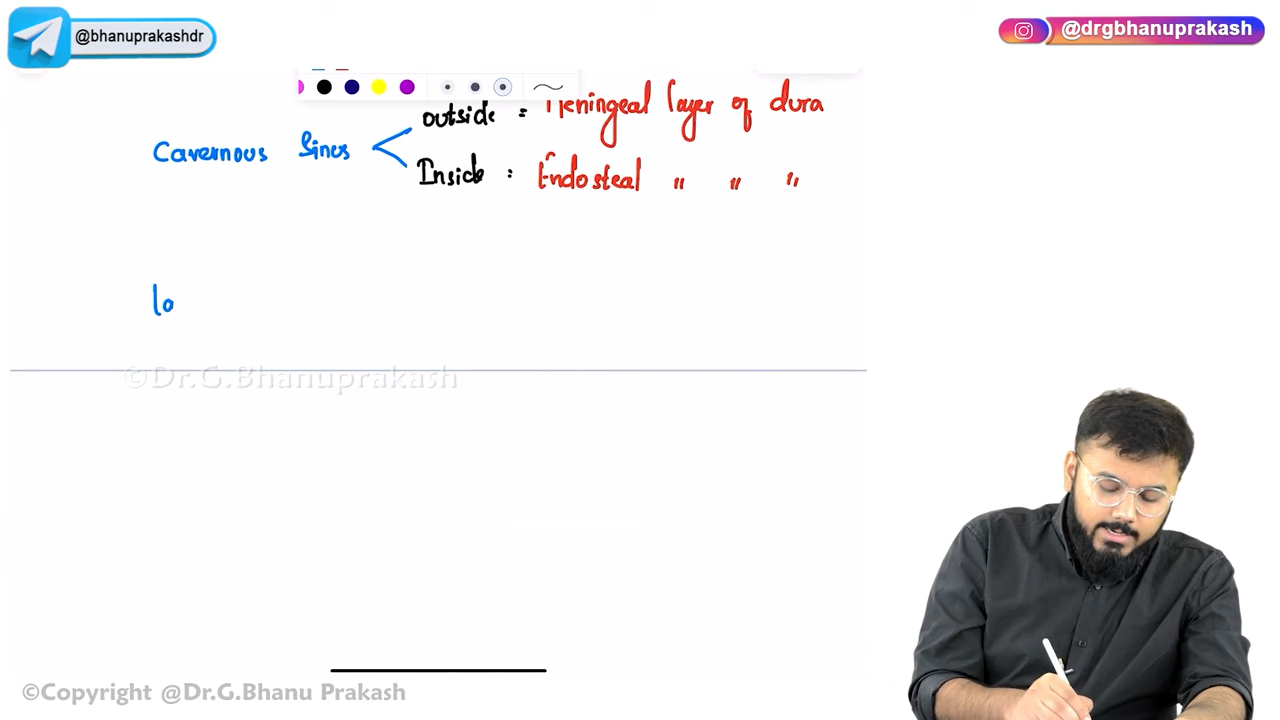 @bhanuprakashdr
@drgbhanuprakash
outside : Meningeal layer of dura
Cavernous Sinus
Inside : Endosteal " " "
lo
©Dr.G.Bhanuprakash
©Copyright @Dr.G.Bhanu Prakash